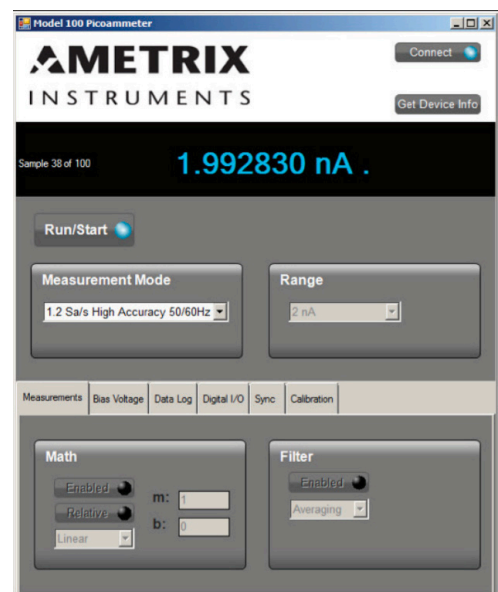 Model 100 Picoammeter
AMETRIX
INSTRUMENTS
Connect
Get Device Info
Sample 38 of 100
1.992830 nA .
Run/Start
Measurement Mode
1.2 Sa/s High Accuracy 50/60Hz
Range
2 nA
Measurements Bias Voltage Data Log Digital I/O Sync Calibration
Math
Enabled
Relative
Linear
m: 1
b: 0
Filter
Enabled
Averaging